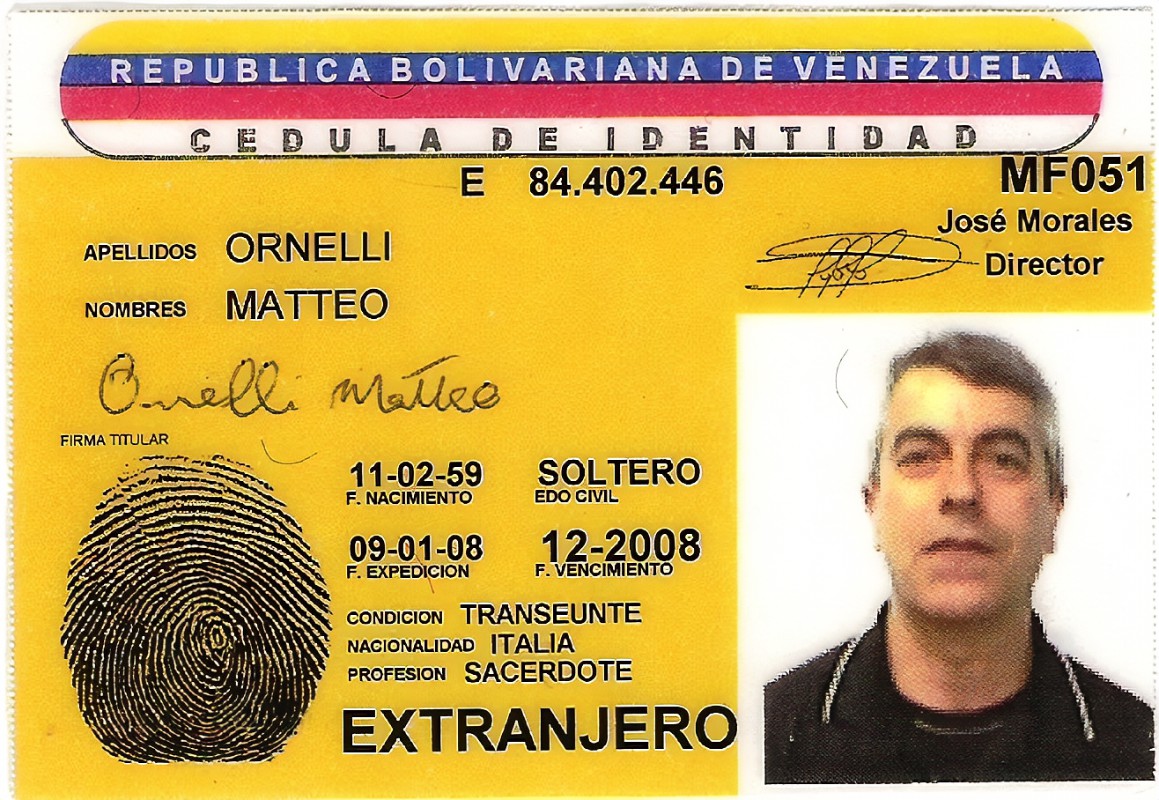 REPUBLICA BOLIVARIANA DE VENEZUELA
CEDULA DE IDENTIDAD
E 84.402.446
MF051
José Morales
Director
APELLIDOS ORNELLI
NOMBRES MATTEO
Ornelli Matteo
FIRMA TITULAR
11-02-59 SOLTERO
F. NACIMIENTO EDO CIVIL
09-01-08 12-2008
F. EXPEDICION F. VENCIMIENTO
CONDICION TRANSEUNTE
NACIONALIDAD ITALIA
PROFESION SACERDOTE
EXTRANJERO